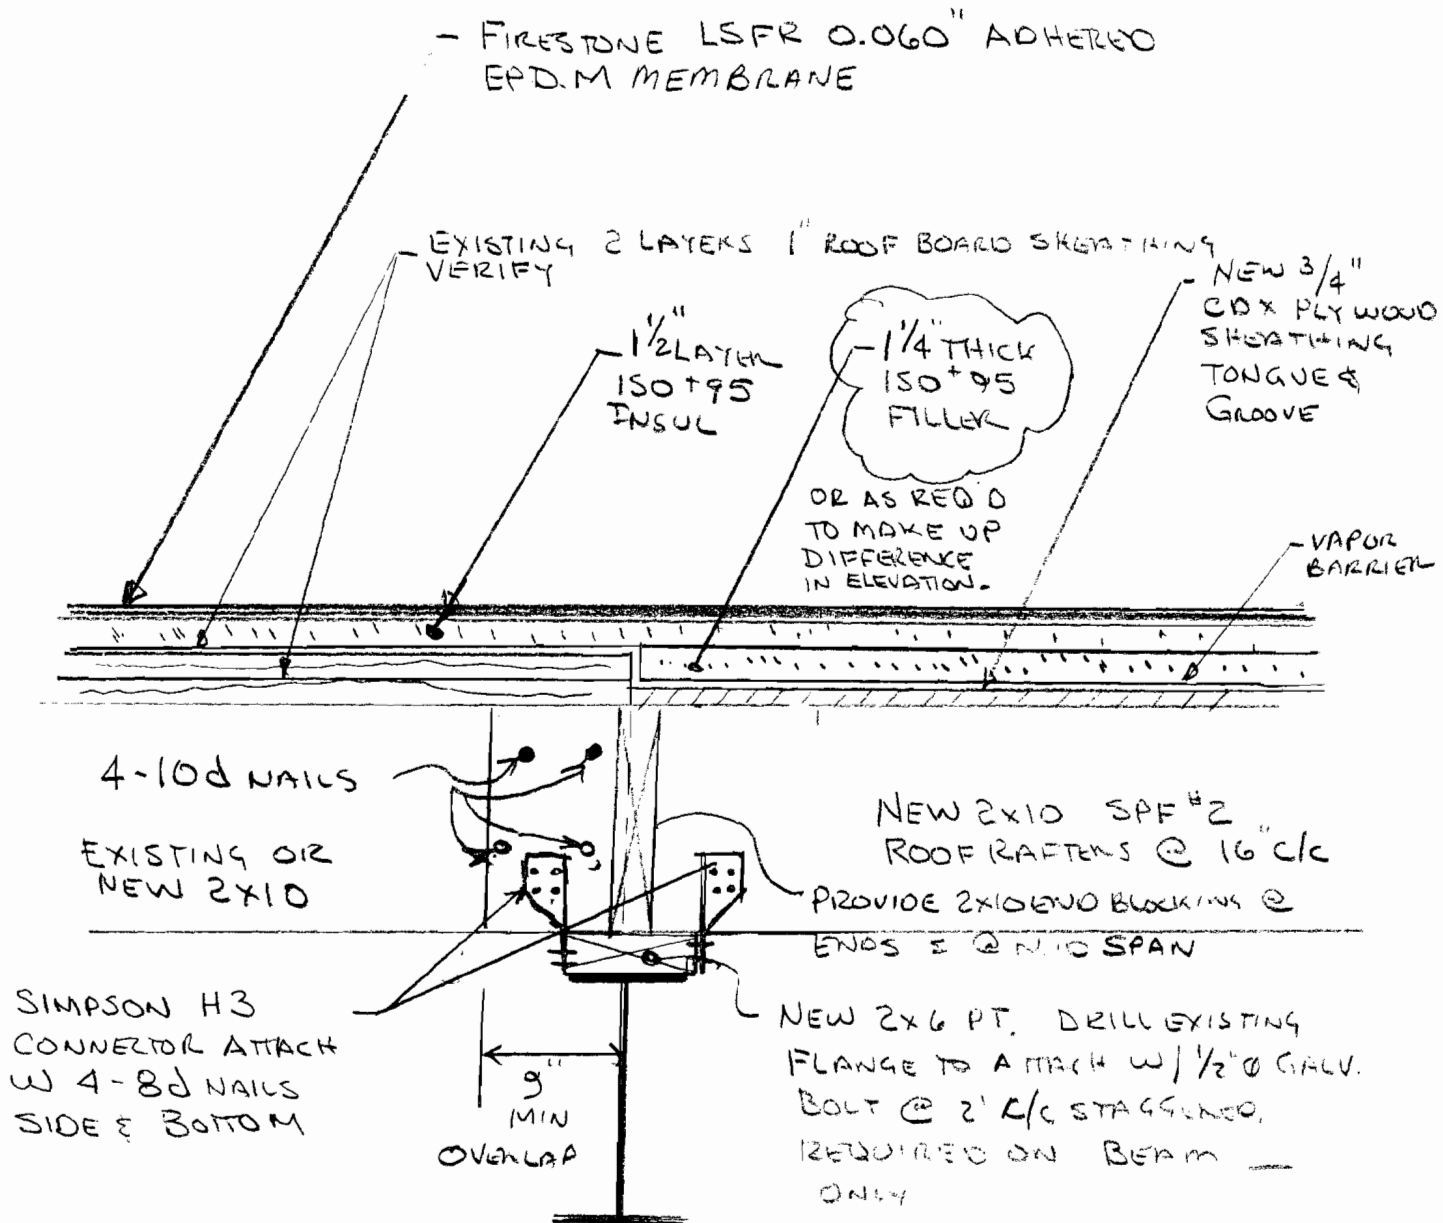 - FIRESTONE LSFR 0.060" ADHERED
EPD.M MEMBRANE
EXISTING 2 LAYERS 1" ROOF BOARD SHEATHING
VERIFY
- NEW 3/4"
CDX PLYWOOD
SHEATHING
TONGUE &
GROOVE
1 1/2" LAYER
ISO+95
INSUL
- 1 1/4" THICK
ISO+95
FILLER
OR AS REQ'D
TO MAKE UP
DIFFERENCE
IN ELEVATION.
- VAPOR
BARRIER
4-10d NAILS
EXISTING OR
NEW 2x10
NEW 2x10 SPF #2
ROOF RAFTERS @ 16" C/C
PROVIDE 2x10 END BLOCKING @
ENDS & @ MID SPAN
SIMPSON H3
CONNECTOR ATTACH
W 4-8d NAILS
SIDE & BOTTOM
9"
MIN
OVERLAP
NEW 2x6 PT. DRILL EXISTING
FLANGE TO ATTACH W/ 1/2" Ø GALV.
BOLT @ 2' C/C STAGGERED.
REQUIRED ON BEAM
ONLY